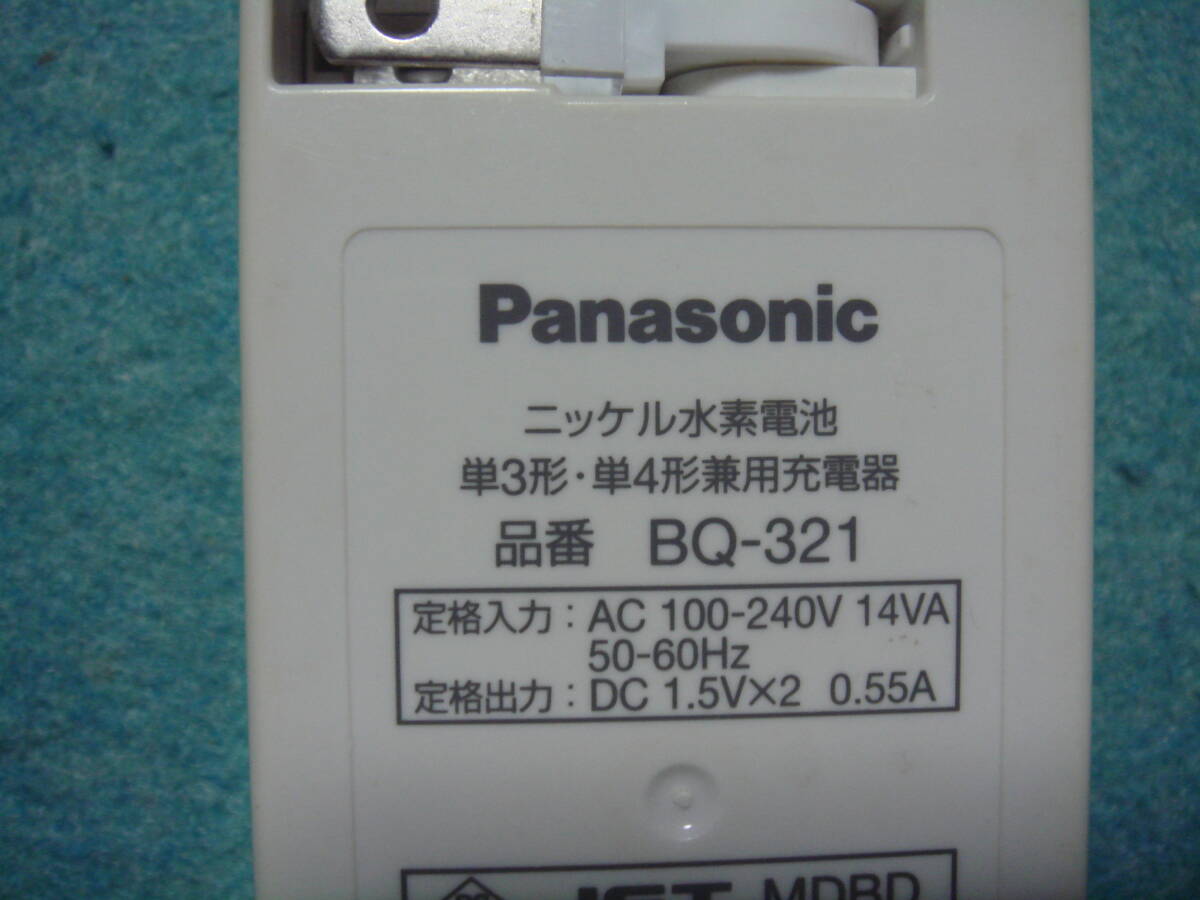 Panasonic
ニッケル水素電池
単3形・単4形兼用充電器
品番 BQ-321
定格入力：AC 100-240V 14VA
50-60Hz
定格出力：DC 1.5V×2 0.55A
JET MDBD